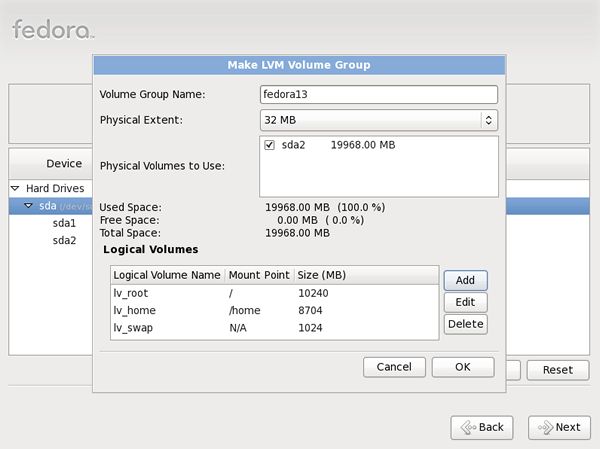 fedora
Make LVM Volume Group
Volume Group Name: fedora13
Physical Extent: 32 MB
Physical Volumes to Use: sda2 19968.00 MB
Used Space: 19968.00 MB (100.0 %)
Free Space: 0.00 MB ( 0.0 %)
Total Space: 19968.00 MB
Logical Volumes
Logical Volume Name Mount Point Size (MB)
lv_root / 10240
lv_home /home 8704
lv_swap N/A 1024
Add
Edit
Delete
Cancel OK
Device
Hard Drives
sda
sda1
sda2
Reset
Back Next